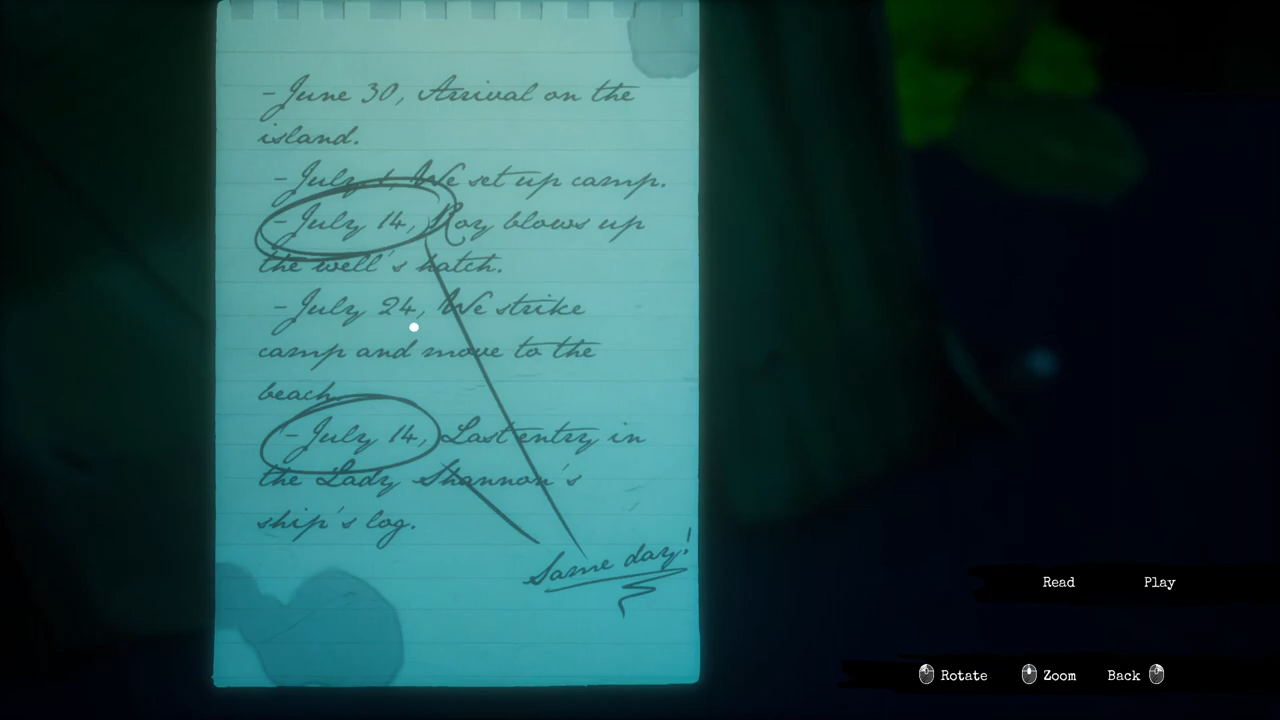 - June 30, Arrival on the
island.
- July 1, We set up camp.
- July 14, Roy blows up
the well's hatch.
- July 24, We strike
camp and move to the
beach.
- July 14, Last entry in
the Lady Shannon's
ship's log.
Same day!
Read Play
Rotate Zoom Back